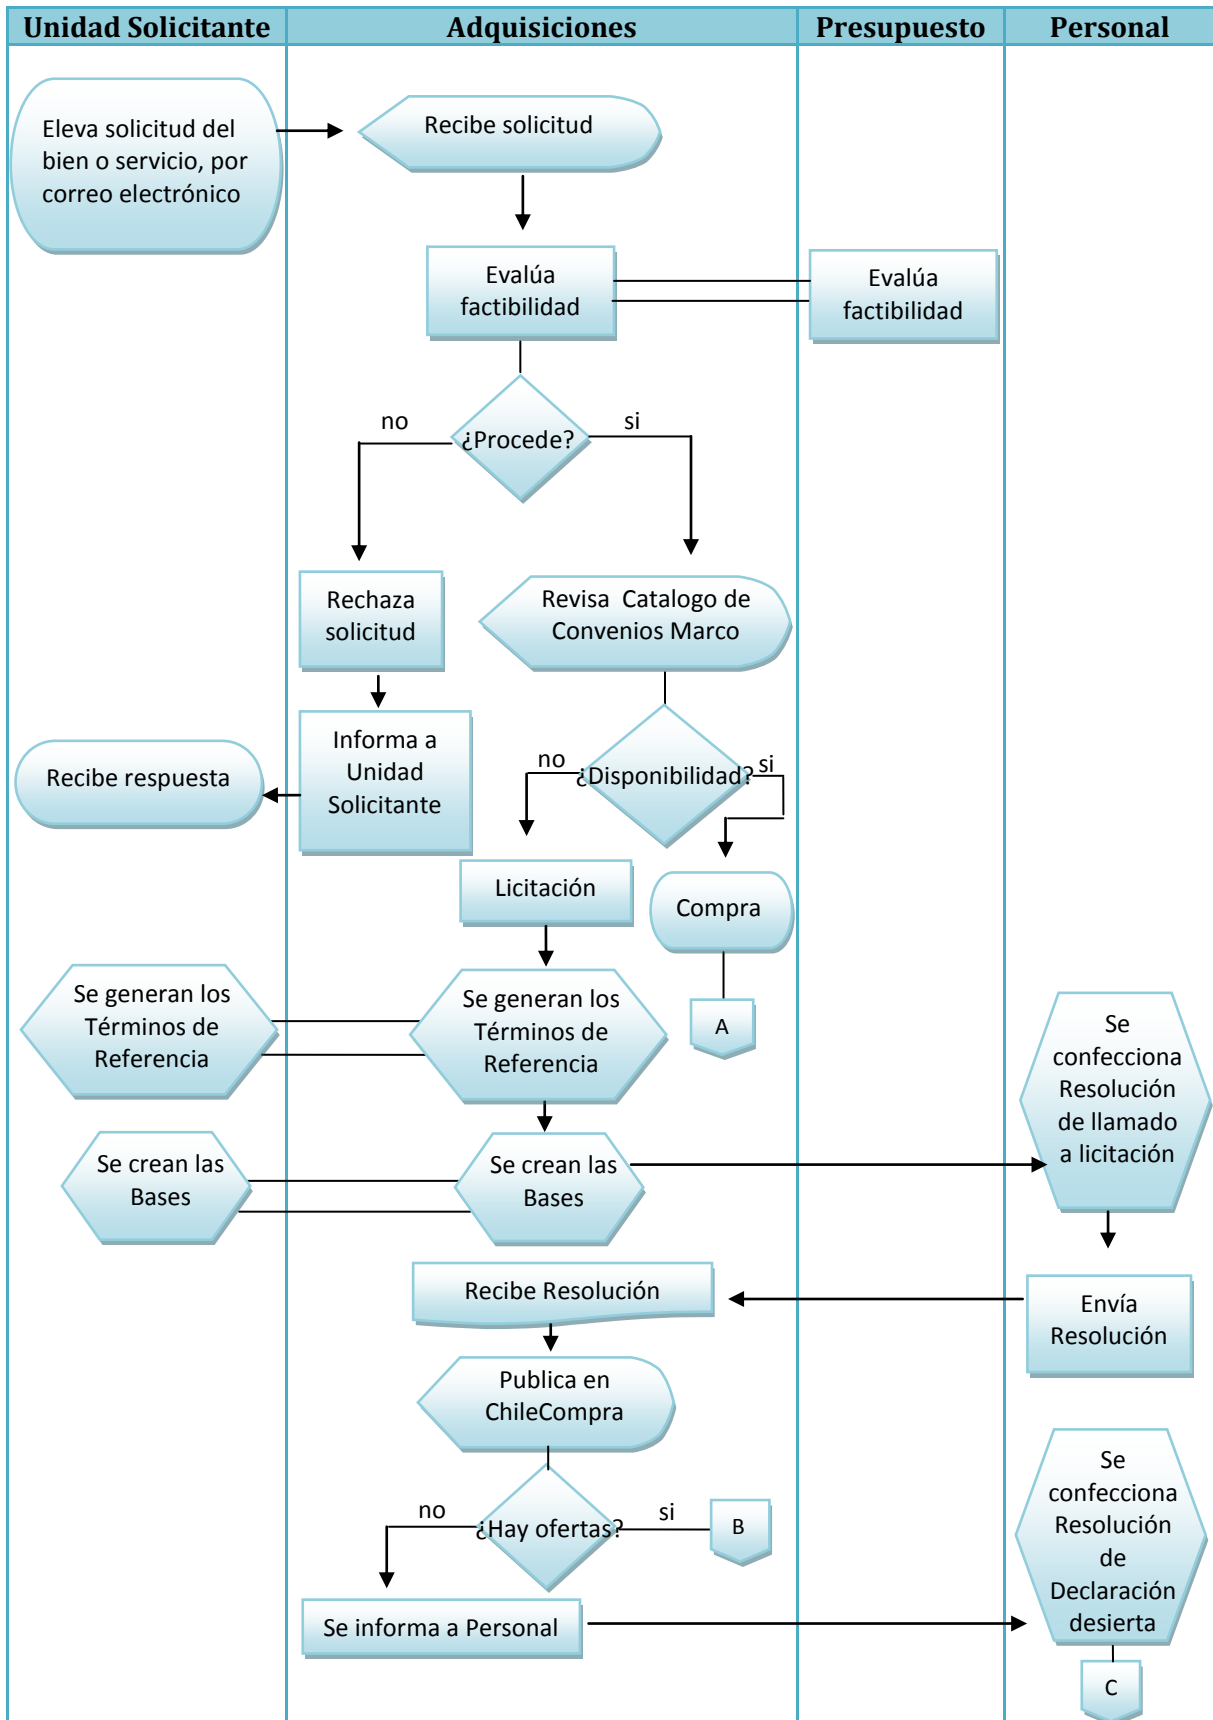 Unidad Solicitante
Adquisiciones
Presupuesto
Personal
Eleva solicitud del
bien o servicio, por
correo electrónico
Recibe solicitud
Evalúa
factibilidad
Evalúa
factibilidad
¿Procede?
no
si
Rechaza
solicitud
Revisa  Catalogo de
Convenios Marco
Informa a
Unidad
Solicitante
Recibe respuesta
¿Disponibilidad?
no
si
Licitación
Compra
A
Se generan los
Términos de
Referencia
Se generan los
Términos de
Referencia
Se
confecciona
Resolución
de llamado
a licitación
Se crean las
Bases
Se crean las
Bases
Recibe Resolución
Envía
Resolución
Publica en
ChileCompra
¿Hay ofertas?
no
si
B
Se informa a Personal
Se
confecciona
Resolución
de
Declaración
desierta
C